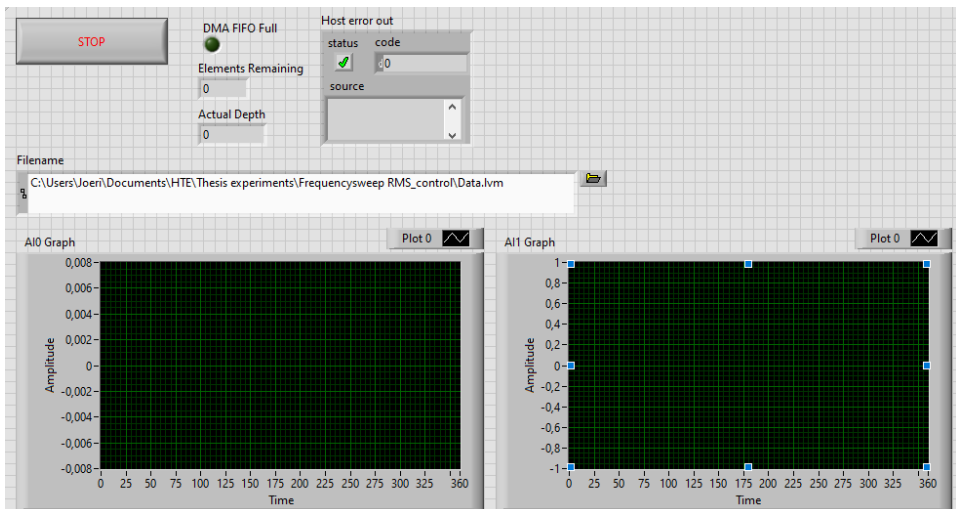 STOP
DMA FIFO Full
Elements Remaining
0
Actual Depth
0
Host error out
status code
0
source
Filename
C:\Users\Joeri\Documents\HTE\Thesis experiments\Frequencysweep RMS_control\Data.lvm
AI0 Graph
Plot 0
0,008
0,006
0,004
0,002
0
-0,002
-0,004
-0,006
-0,008
Amplitude
0 25 50 75 100 125 150 175 200 225 250 275 300 325 360
Time
AI1 Graph
Plot 0
1
0,8
0,6
0,4
0,2
0
-0,2
-0,4
-0,6
-0,8
-1
Amplitude
0 25 50 75 100 125 150 175 200 225 250 275 300 325 360
Time